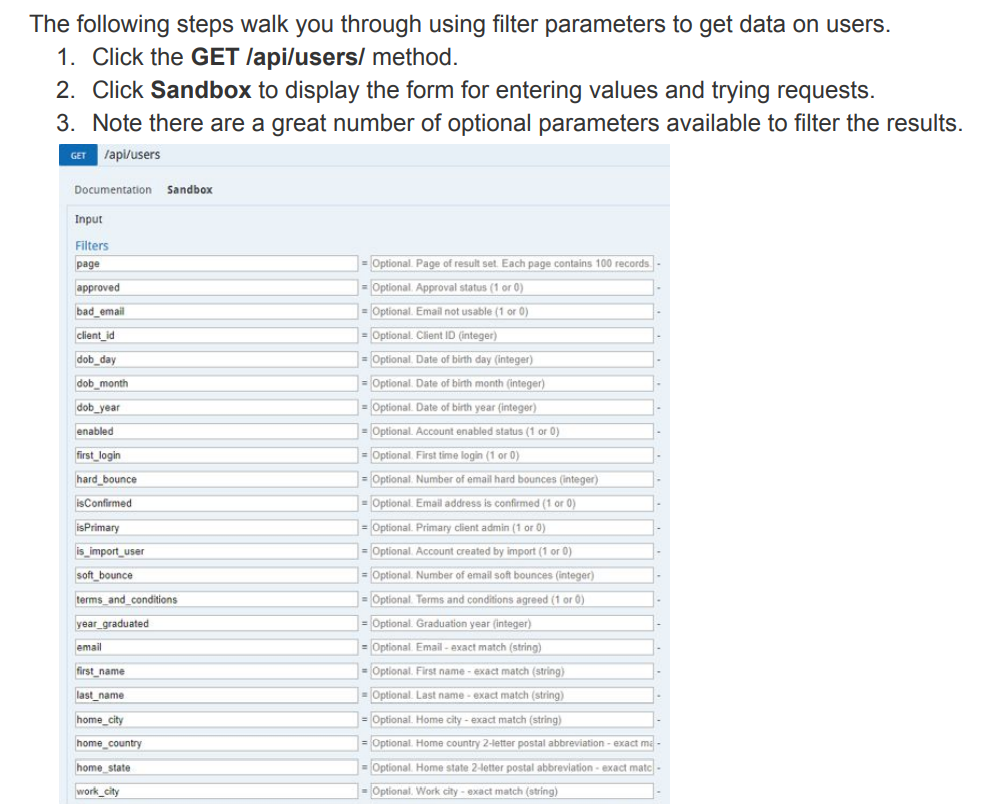 The following steps walk you through using filter parameters to get data on users.
1. Click the GET /api/users/ method.
2. Click Sandbox to display the form for entering values and trying requests.
3. Note there are a great number of optional parameters available to filter the results.
GET /api/users
Documentation Sandbox
Input
Filters
page = Optional. Page of result set. Each page contains 100 records. -
approved = Optional. Approval status (1 or 0) -
bad_email = Optional. Email not usable (1 or 0) -
client_id = Optional. Client ID (integer) -
dob_day = Optional. Date of birth day (integer) -
dob_month = Optional. Date of birth month (integer) -
dob_year = Optional. Date of birth year (integer) -
enabled = Optional. Account enabled status (1 or 0) -
first_login = Optional. First time login (1 or 0) -
hard_bounce = Optional. Number of email hard bounces (integer) -
isConfirmed = Optional. Email address is confirmed (1 or 0) -
isPrimary = Optional. Primary client admin (1 or 0) -
is_import_user = Optional. Account created by import (1 or 0) -
soft_bounce = Optional. Number of email soft bounces (integer) -
terms_and_conditions = Optional. Terms and conditions agreed (1 or 0) -
year_graduated = Optional. Graduation year (integer) -
email = Optional. Email - exact match (string) -
first_name = Optional. First name - exact match (string) -
last_name = Optional. Last name - exact match (string) -
home_city = Optional. Home city - exact match (string) -
home_country = Optional. Home country 2-letter postal abbreviation - exact ma -
home_state = Optional. Home state 2-letter postal abbreviation - exact matc -
work_city = Optional. Work city - exact match (string) -